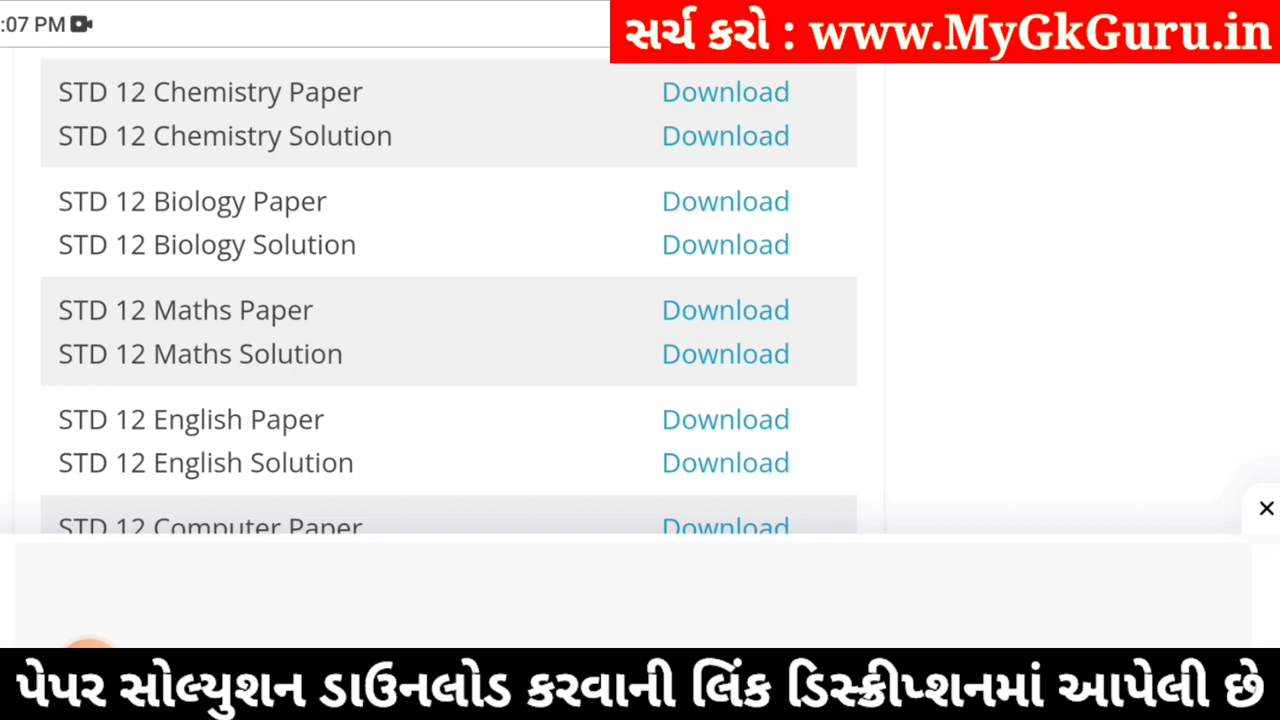 :07 PM
સર્ચ કરો : www.MyGkGuru.in
STD 12 Chemistry Paper Download
STD 12 Chemistry Solution Download
STD 12 Biology Paper Download
STD 12 Biology Solution Download
STD 12 Maths Paper Download
STD 12 Maths Solution Download
STD 12 English Paper Download
STD 12 English Solution Download
STD 12 Computer Paper Download
પેપર સોલ્યુશન ડાઉનલોડ કરવાની લિંક ડિસ્ક્રીપ્શનમાં આપેલી છે